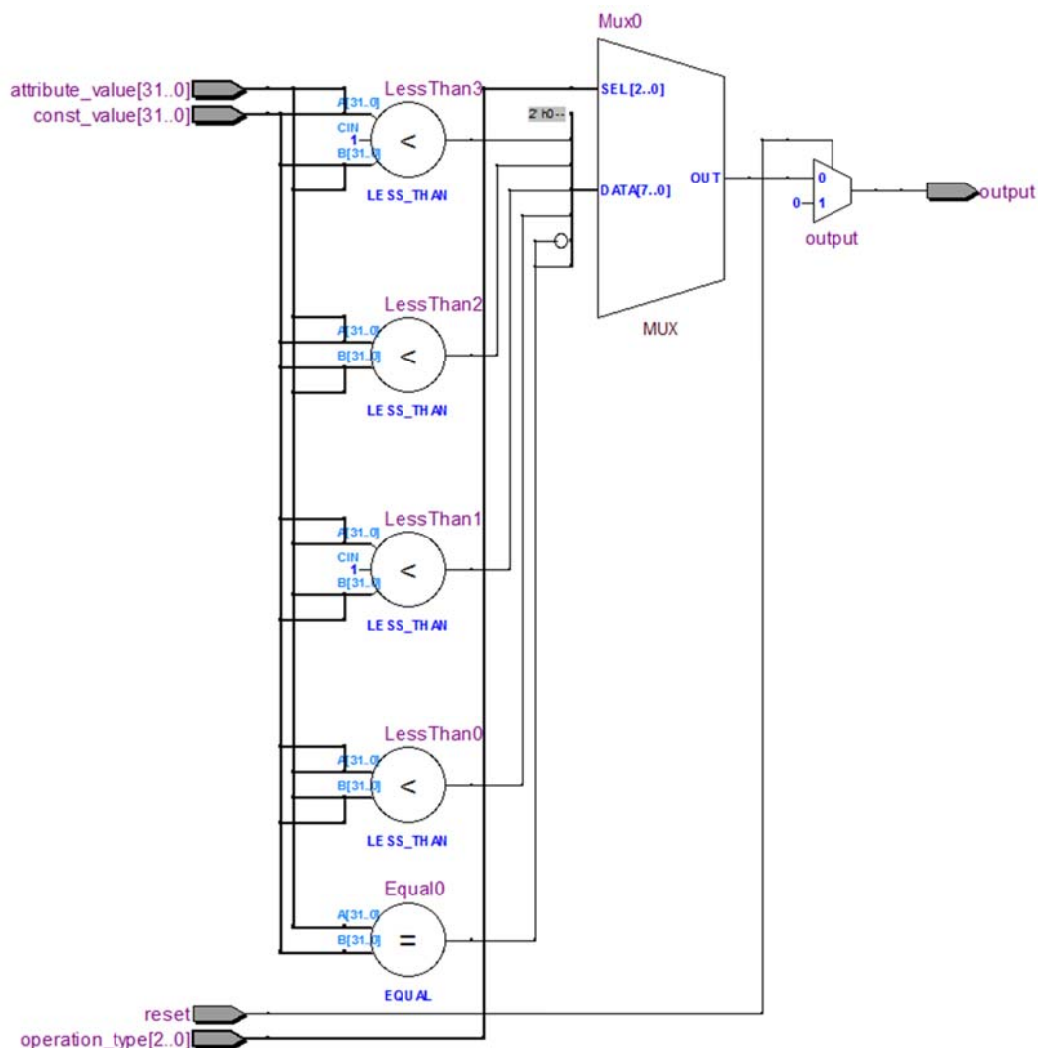 Mux0
attribute_value[31..0]
const_value[31..0]
LessThan3
A[31..0]
CIN
1
B[31..0]
<
LESS_THAN
2' h0--
SEL[2..0]
DATA[7..0]
OUT
MUX
0
0
1
output
output
LessThan2
A[31..0]
B[31..0]
<
LESS_THAN
LessThan1
A[31..0]
CIN
1
B[31..0]
<
LESS_THAN
LessThan0
A[31..0]
B[31..0]
<
LESS_THAN
Equal0
A[31..0]
B[31..0]
=
EQUAL
reset
operation_type[2..0]